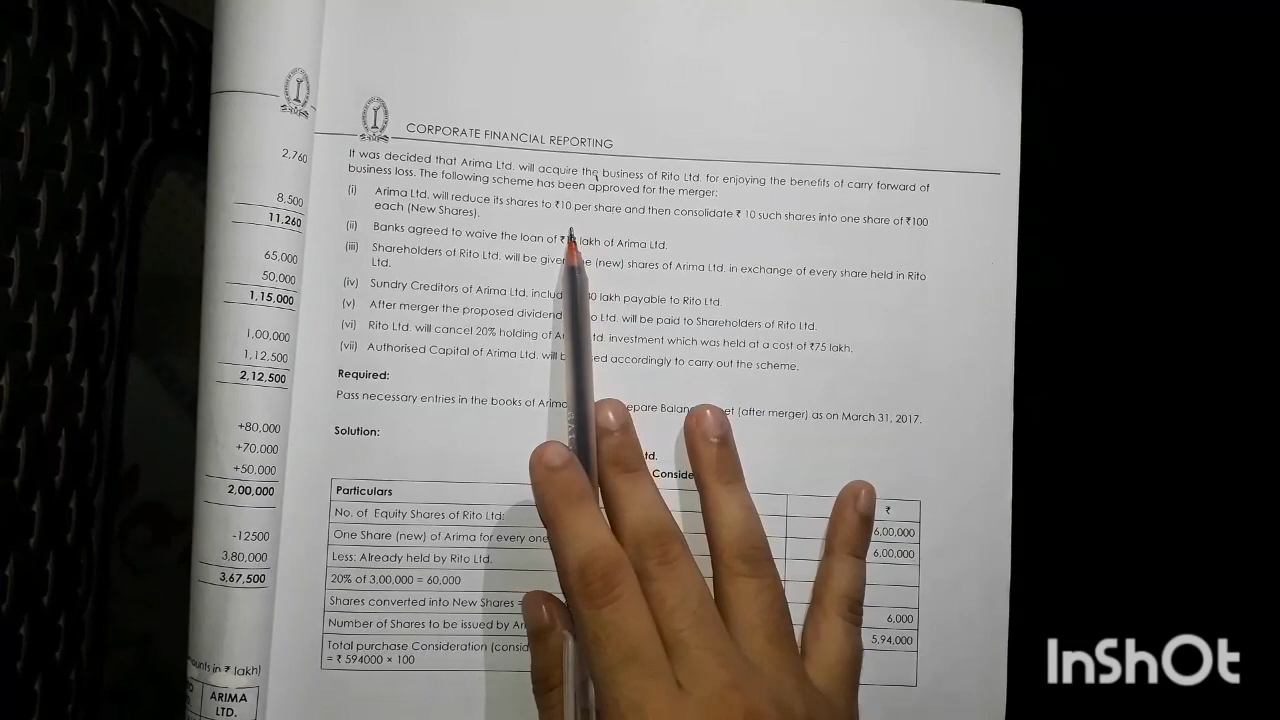 2,760
8,500
11,260
65,000
50,000
1,15,000
1,00,000
1,12,500
2,12,500
+80,000
+70,000
+50,000
2,00,000
-12500
3,80,000
3,67,500
in ₹ lakh)
ARIMA
LTD.
CORPORATE FINANCIAL REPORTING
It was decided that Arima Ltd. will acquire the business of Rito Ltd. for enjoying the benefits of carry forward of
business loss. The following scheme has been approved for the merger:
(i) Arima Ltd. will reduce its shares to ₹10 per share and then consolidate ₹ 10 such shares into one share of ₹100
each (New Shares).
(ii) Banks agreed to waive the loan of lakh of Arima Ltd.
(iii) Shareholders of Rito Ltd. will be (new) shares of Arima Ltd. in exchange of every share held in Rito
Ltd.
(iv) Sundry Creditors of Arima Ltd. lakh payable to Rito Ltd.
(v) After merger the proposed dividend Ltd. will be paid to Shareholders of Rito Ltd.
(vi) Rito Ltd. will cancel 20% holding of investment which was held at a cost of ₹75 lakh.
(vii) Authorised Capital of Arima Ltd. will accordingly to carry out the scheme.
Required:
Pass necessary entries in the books of (after merger) as on March 31, 2017.
Solution:
Particulars ₹
No. of Equity Shares of Rito Ltd: 6,00,000
One Share (new) of Arima for every one 6,00,000
Less: Already held by Rito Ltd.
20% of 3,00,000 = 60,000
Shares converted into New Shares = 6,000
Number of Shares to be issued by 5,94,000
Total purchase Consideration
= ₹ 594000 × 100
InShOt